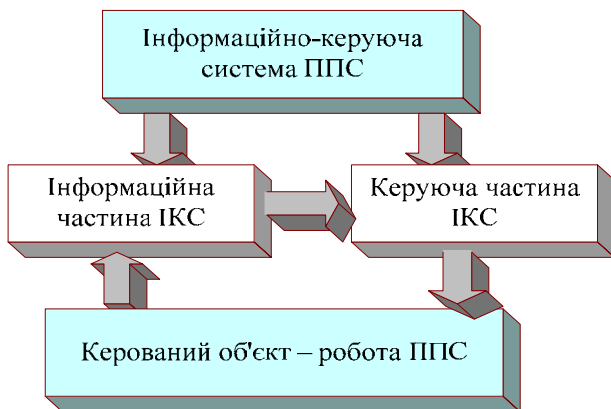 Інформаційно-керуюча
система ППС
Інформаційна
частина ІКС
Керуюча частина
ІКС
Керований об'єкт – робота ППС